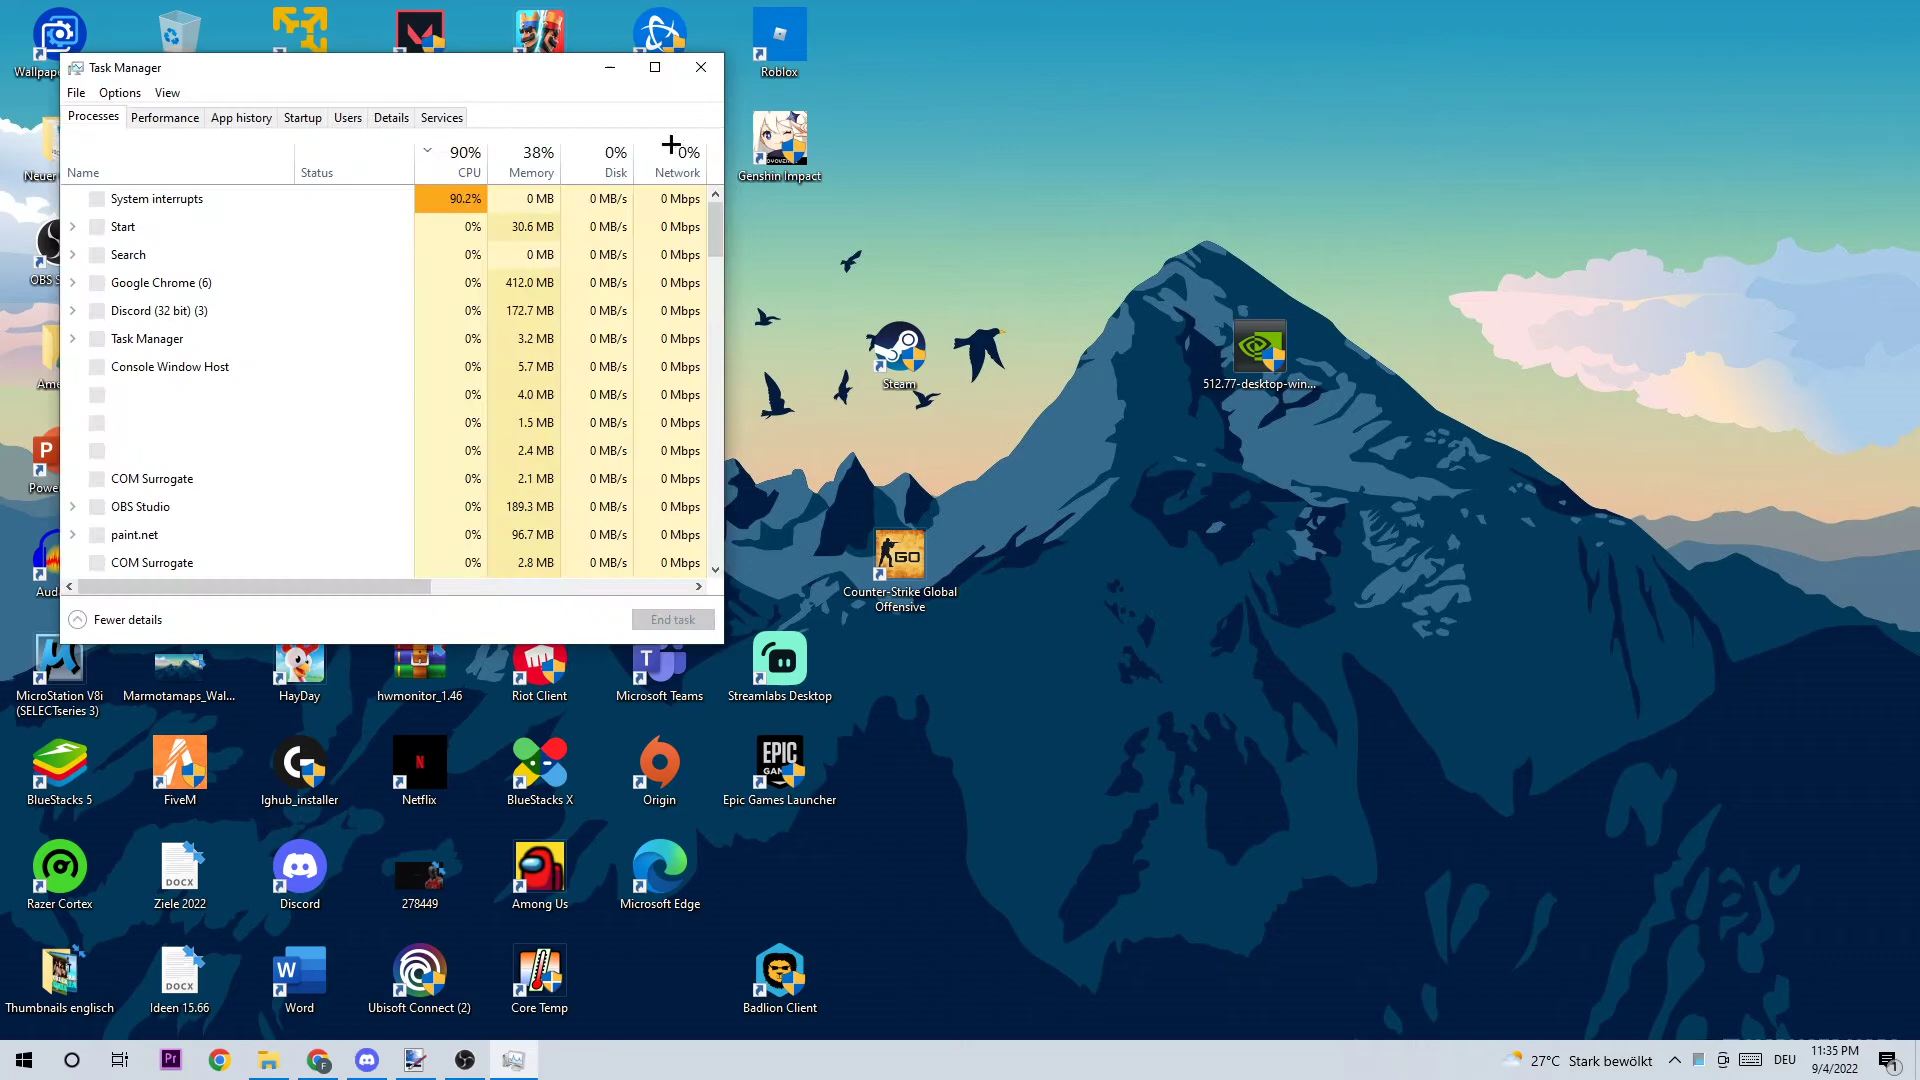 Wallpape
Roblox
Task Manager
File Options View
Processes Performance App history Startup Users Details Services
90% 38% 0% 0%
Name Status CPU Memory Disk Network
System interrupts 90.2% 0 MB 0 MB/s 0 Mbps
Start 0% 30.6 MB 0 MB/s 0 Mbps
Search 0% 0 MB 0 MB/s 0 Mbps
Google Chrome (6) 0% 412.0 MB 0 MB/s 0 Mbps
Discord (32 bit) (3) 0% 172.7 MB 0 MB/s 0 Mbps
Task Manager 0% 3.2 MB 0 MB/s 0 Mbps
Console Window Host 0% 5.7 MB 0 MB/s 0 Mbps
0% 4.0 MB 0 MB/s 0 Mbps
0% 1.5 MB 0 MB/s 0 Mbps
0% 2.4 MB 0 MB/s 0 Mbps
COM Surrogate 0% 2.1 MB 0 MB/s 0 Mbps
OBS Studio 0% 189.3 MB 0 MB/s 0 Mbps
paint.net 0% 96.7 MB 0 MB/s 0 Mbps
COM Surrogate 0% 2.8 MB 0 MB/s 0 Mbps
Fewer details End task
Neuer
OBS S
Ame
Powe
Auda
Genshin Impact
Steam
512.77-desktop-win...
GO
Counter-Strike Global
Offensive
MicroStation V8i
(SELECTseries 3)
Marmotamaps_Wal...
HayDay
hwmonitor_1.46
Riot Client
Microsoft Teams
Streamlabs Desktop
BlueStacks 5
FiveM
lghub_installer
Netflix
BlueStacks X
Origin
EPIC
GAMES
Epic Games Launcher
Razer Cortex
DOCX
Ziele 2022
Discord
278449
Among Us
Microsoft Edge
Thumbnails englisch
DOCX
Ideen 15.66
Word
Ubisoft Connect (2)
Core Temp
Badlion Client
Pr
27°C Stark bewölkt
DEU
11:35 PM
9/4/2022
1